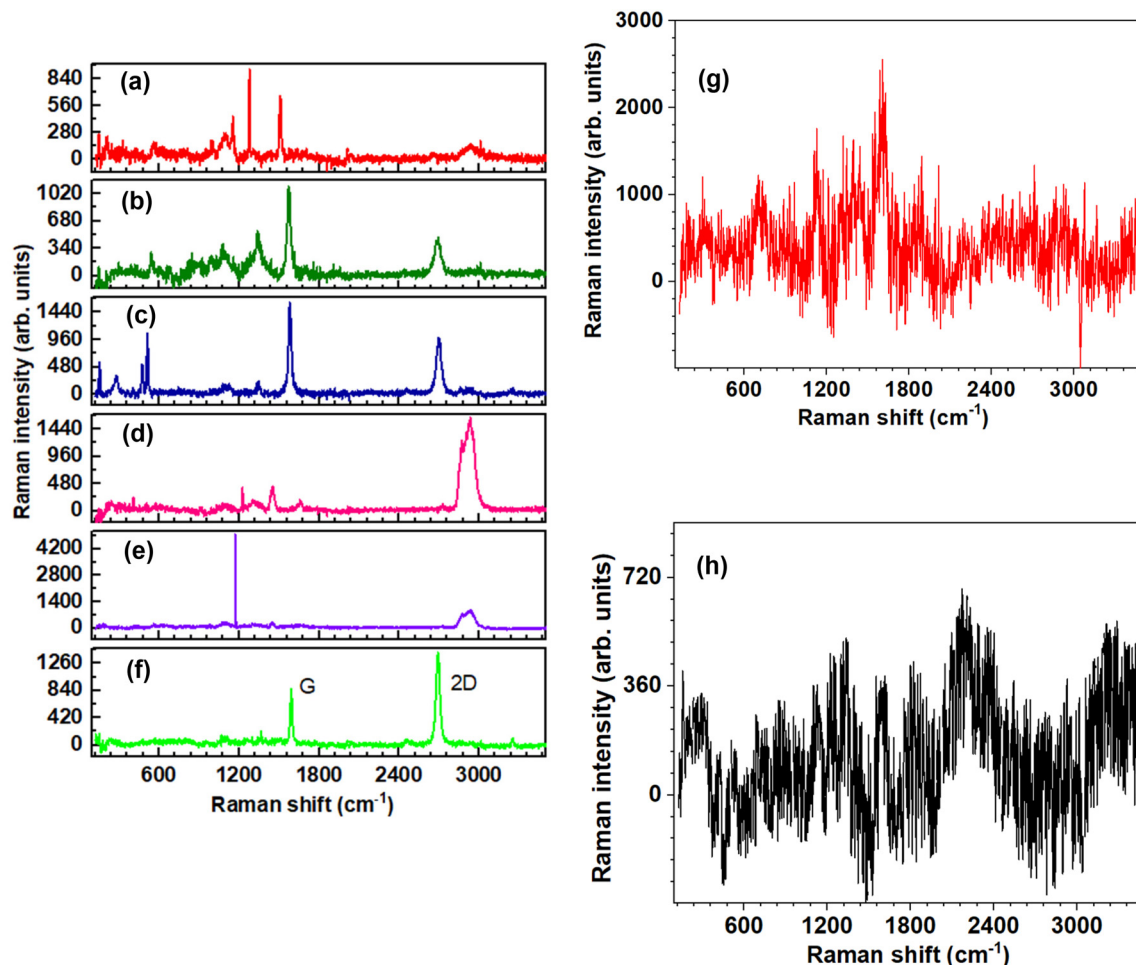 (a)
840
560
280
0
(b)
1020
680
340
0
(c)
1440
960
480
0
(d)
1440
960
480
0
(e)
4200
2800
1400
0
(f)
G
2D
1260
840
420
0
600 1200 1800 2400 3000
Raman shift (cm⁻¹)
Raman intensity (arb. units)
(g)
3000
2000
1000
0
600 1200 1800 2400 3000
Raman shift (cm⁻¹)
Raman intensity (arb. units)
(h)
720
360
0
600 1200 1800 2400 3000
Raman shift (cm⁻¹)
Raman intensity (arb. units)